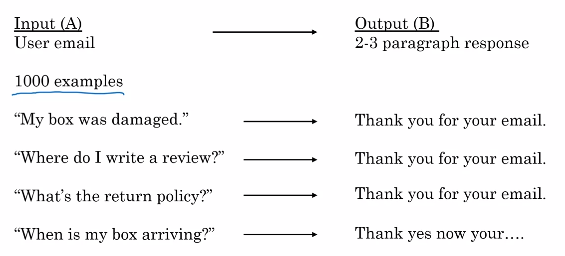 Input (A) Output (B)
User email 2-3 paragraph response
1000 examples
“My box was damaged.” Thank you for your email.
“Where do I write a review?” Thank you for your email.
“What’s the return policy?” Thank you for your email.
“When is my box arriving?” Thank yes now your....